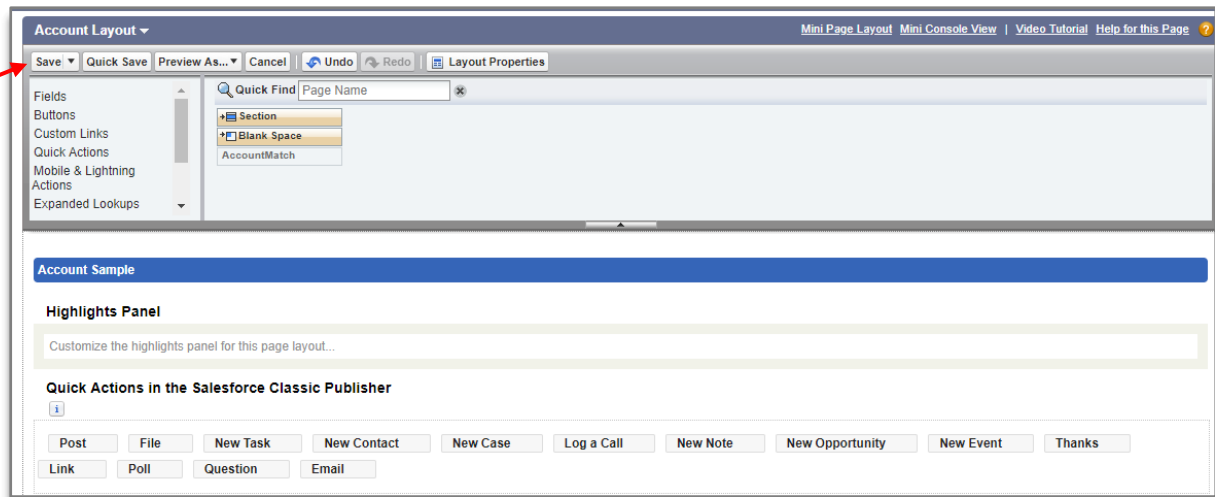 Account Layout
Mini Page Layout Mini Console View | Video Tutorial Help for this Page ?
Save Quick Save Preview As... Cancel Undo Redo Layout Properties
Fields
Buttons
Custom Links
Quick Actions
Mobile & Lightning
Actions
Expanded Lookups
Quick Find Page Name
Section
Blank Space
AccountMatch
Account Sample
Highlights Panel
Customize the highlights panel for this page layout...
Quick Actions in the Salesforce Classic Publisher
i
Post File New Task New Contact New Case Log a Call New Note New Opportunity New Event Thanks
Link Poll Question Email